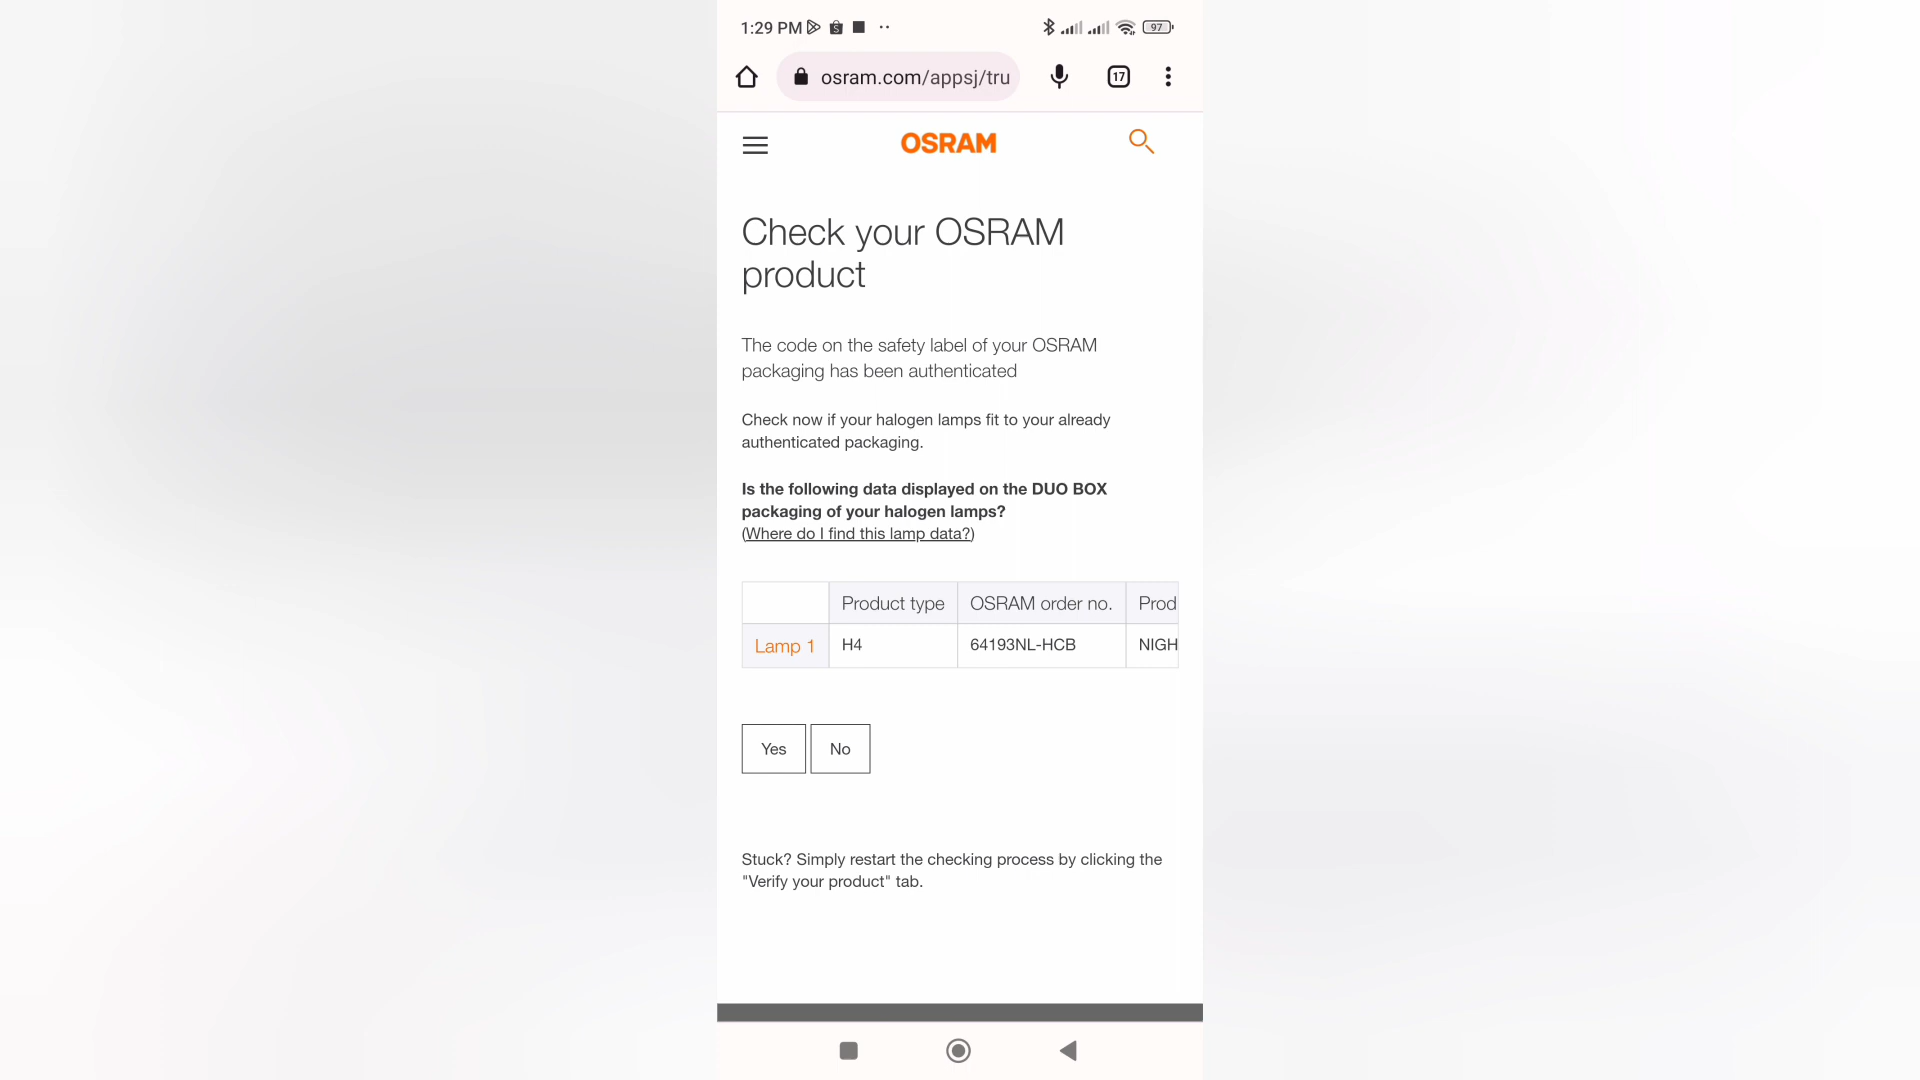 1:29 PM
97
osram.com/appsj/tru
17
OSRAM
Check your OSRAM
product
The code on the safety label of your OSRAM
packaging has been authenticated
Check now if your halogen lamps fit to your already
authenticated packaging.
Is the following data displayed on the DUO BOX
packaging of your halogen lamps?
(Where do I find this lamp data?)
Product type OSRAM order no. Prod
Lamp 1 H4 64193NL-HCB NIGH
Yes No
Stuck? Simply restart the checking process by clicking the
"Verify your product" tab.